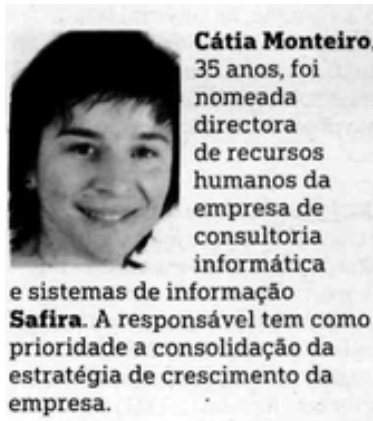 Cátia Monteiro,
35 anos, foi
nomeada
directora
de recursos
humanos da
empresa de
consultoria
informática
e sistemas de informação
Safira. A responsável tem como
prioridade a consolidação da
estratégia de crescimento da
empresa.